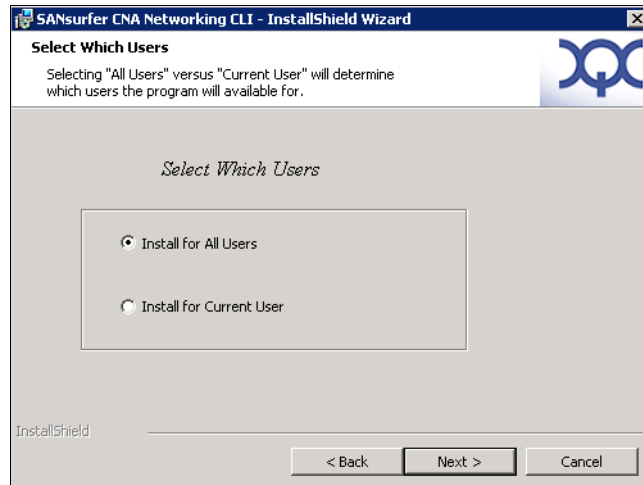 SANsurfer CNA Networking CLI - InstallShield Wizard
Select Which Users
Selecting "All Users" versus "Current User" will determine
which users the program will available for.
Select Which Users
Install for All Users
Install for Current User
InstallShield
< Back Next > Cancel